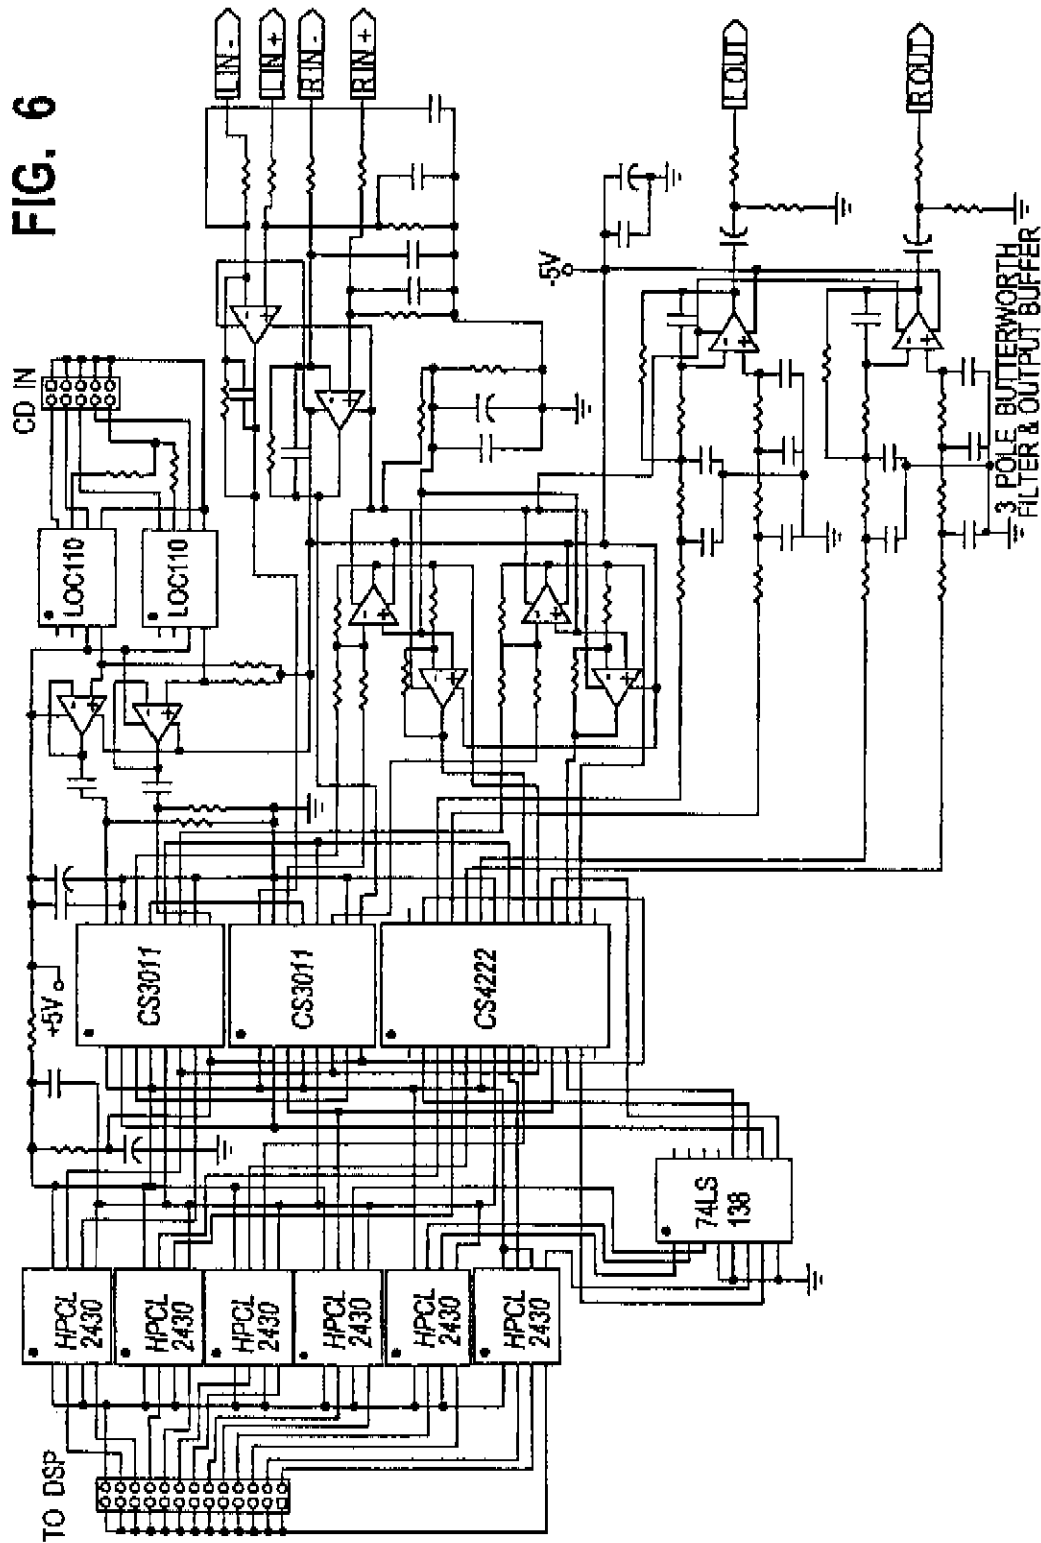 FIG. 6
TO DSP
HPCL
2430
HPCL
2430
HPCL
2430
HPCL
2430
HPCL
2430
HPCL
2430
+5V
CS3011
CS3011
CS4222
74LS
138
LOC110
LOC110
CD IN
L IN -
L IN +
R IN -
R IN +
-5V
L OUT
R OUT
3 POLE BUTTERWORTH
FILTER & OUTPUT BUFFER